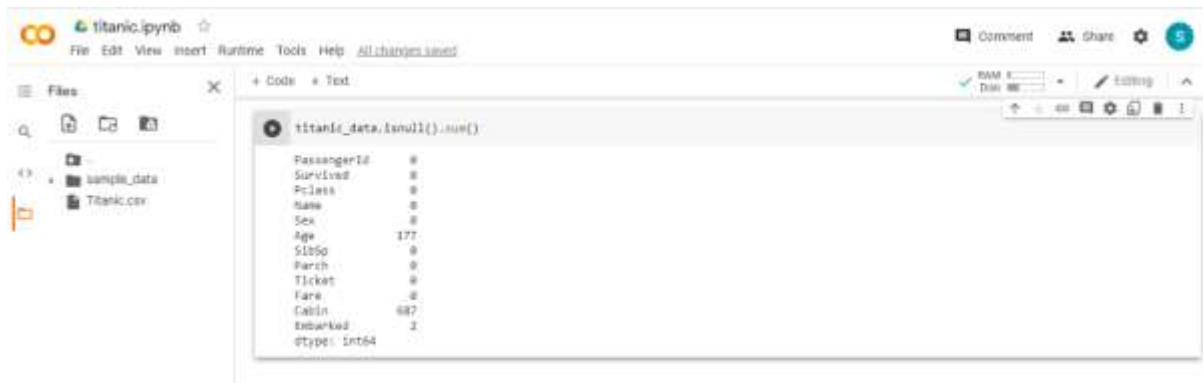 titanic.ipynb
File Edit View Insert Runtime Tools Help All changes saved
Comment
Share
S
Files
+ Code + Text
RAM
Disk
Editing
titanic_data.isnull().sum()
..
sample_data
Titanic.csv
PassengerId 0
Survived 0
Pclass 0
Name 0
Sex 0
Age 177
SibSp 0
Parch 0
Ticket 0
Fare 0
Cabin 687
Embarked 2
dtype: int64